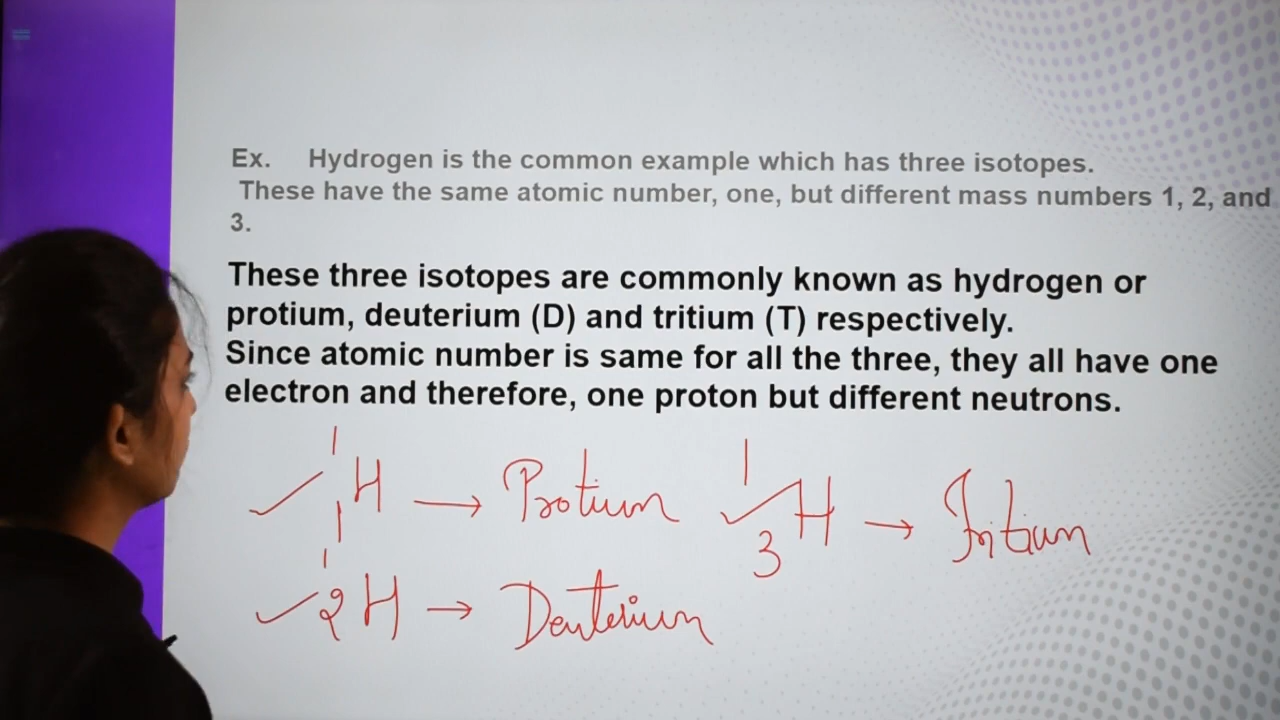 Ex. Hydrogen is the common example which has three isotopes.
These have the same atomic number, one, but different mass numbers 1, 2, and
3.
These three isotopes are commonly known as hydrogen or
protium, deuterium (D) and tritium (T) respectively.
Since atomic number is same for all the three, they all have one
electron and therefore, one proton but different neutrons.
1
1 H → Protium
1
3 H → Tritium
1
2 H → Deuterium